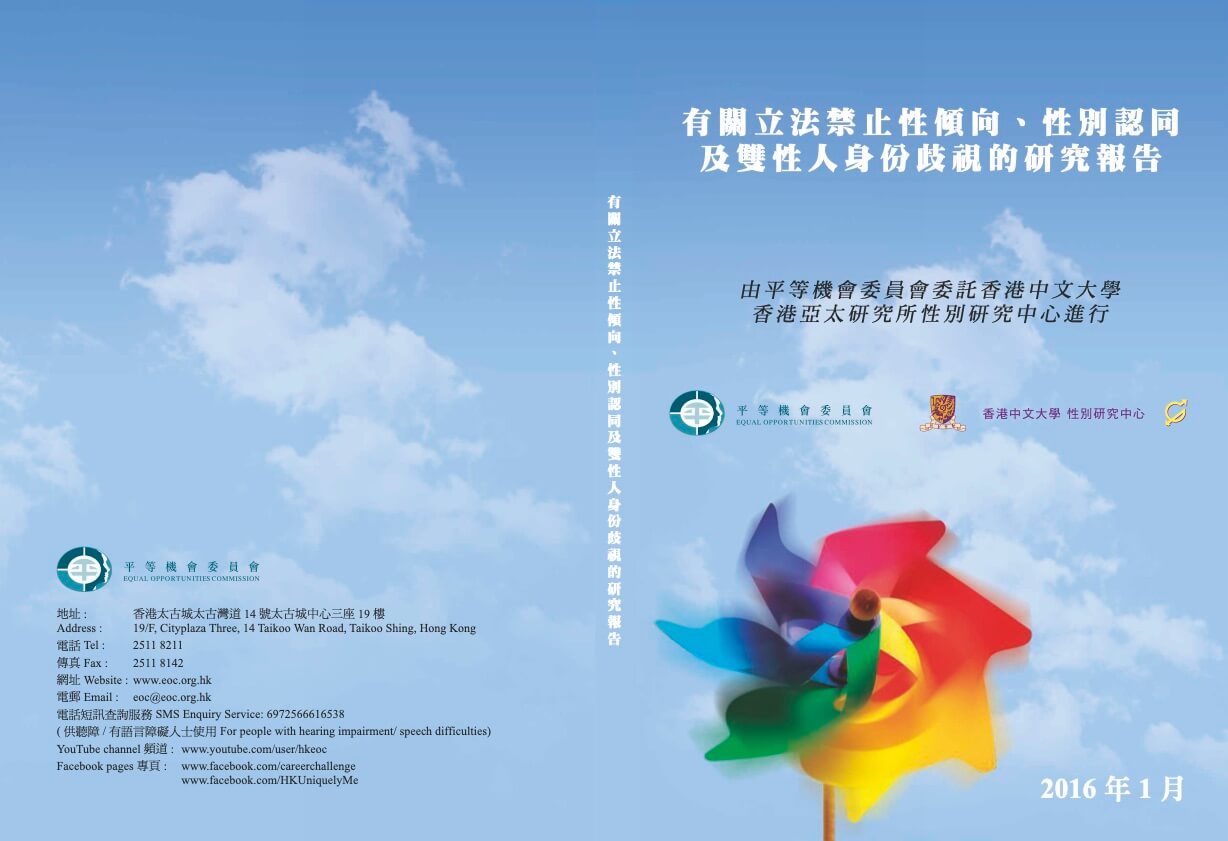 有關立法禁止性傾向、性別認同
及雙性人身份歧視的研究報告
由平等機會委員會委託香港中文大學
香港亞太研究所性別研究中心進行
平等機會委員會
EQUAL OPPORTUNITIES COMMISSION
香港中文大學 性別研究中心
2016 年 1 月
有關立法禁止性傾向、性別認同及雙性人身份歧視的研究報告
平等機會委員會
EQUAL OPPORTUNITIES COMMISSION
地址 : 香港太古城太古灣道 14 號太古城中心三座 19 樓
Address : 19/F, Cityplaza Three, 14 Taikoo Wan Road, Taikoo Shing, Hong Kong
電話 Tel : 2511 8211
傳真 Fax : 2511 8142
網址 Website : www.eoc.org.hk
電郵 Email : eoc@eoc.org.hk
電話短訊查詢服務 SMS Enquiry Service: 6972566616538
( 供聽障 / 有語言障礙人士使用 For people with hearing impairment/ speech difficulties)
YouTube channel 頻道 : www.youtube.com/user/hkeoc
Facebook pages 專頁 : www.facebook.com/careerchallenge
www.facebook.com/HKUniquelyMe